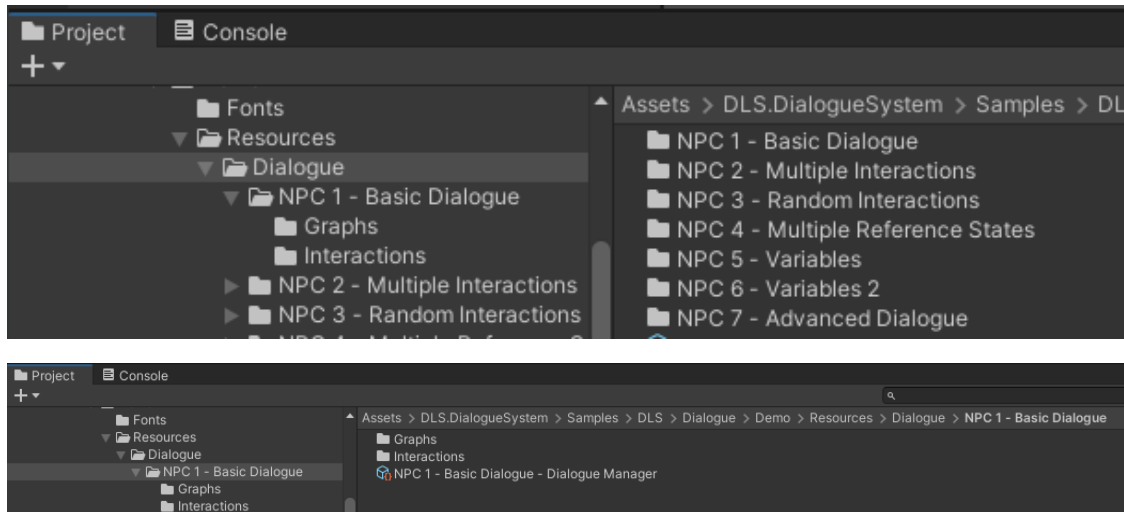 Project Console
Fonts
Resources
Dialogue
NPC 1 - Basic Dialogue
Graphs
Interactions
NPC 2 - Multiple Interactions
NPC 3 - Random Interactions
Assets > DLS.DialogueSystem > Samples > DL
NPC 1 - Basic Dialogue
NPC 2 - Multiple Interactions
NPC 3 - Random Interactions
NPC 4 - Multiple Reference States
NPC 5 - Variables
NPC 6 - Variables 2
NPC 7 - Advanced Dialogue
Project Console
Fonts
Resources
Dialogue
NPC 1 - Basic Dialogue
Graphs
Interactions
Assets > DLS.DialogueSystem > Samples > DLS > Dialogue > Demo > Resources > Dialogue > NPC 1 - Basic Dialogue
Graphs
Interactions
NPC 1 - Basic Dialogue - Dialogue Manager